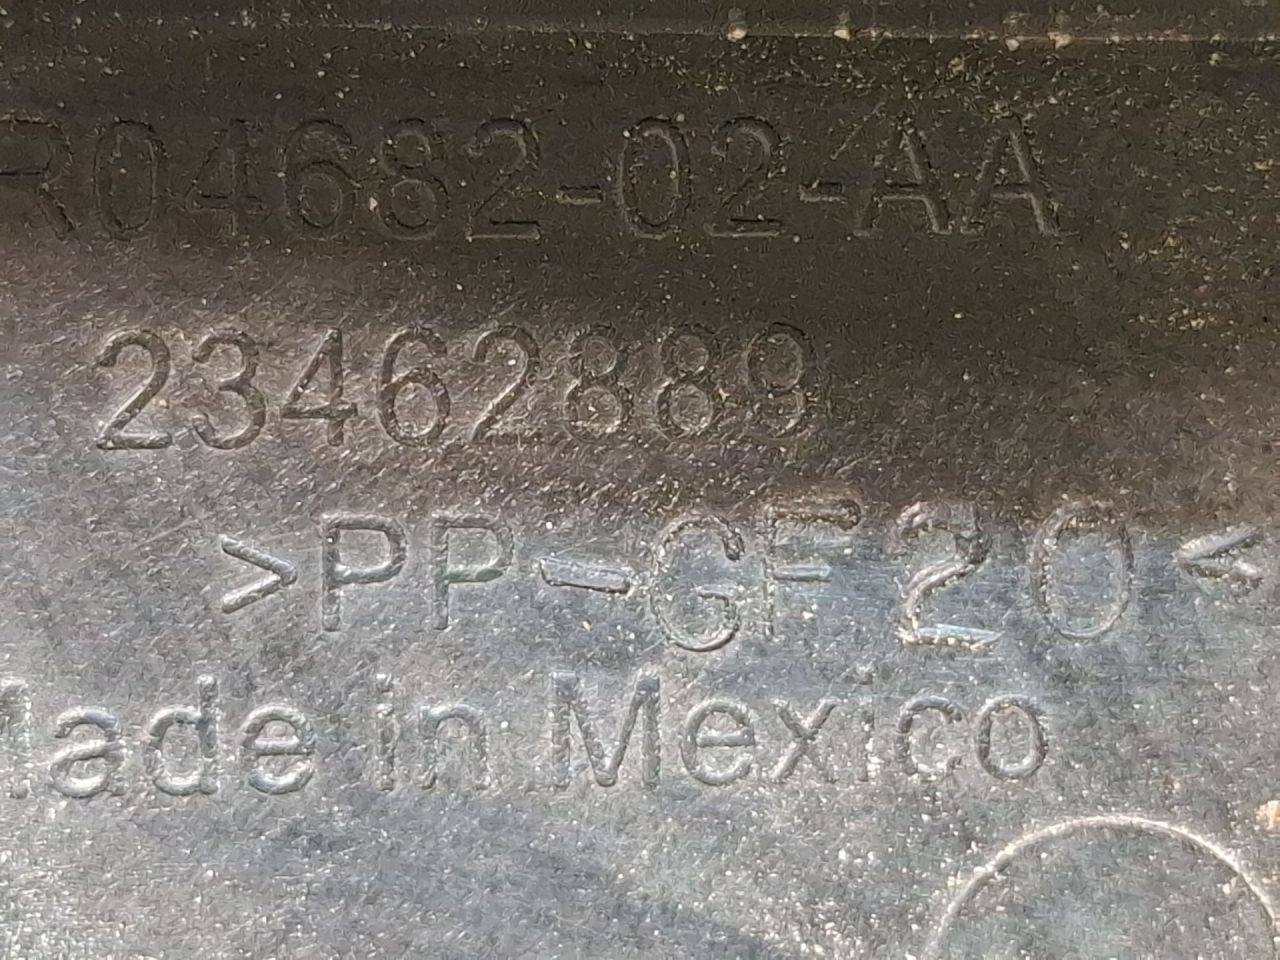 R04682-02-AA
23462889
>PP-GF20<
Made in Mexico